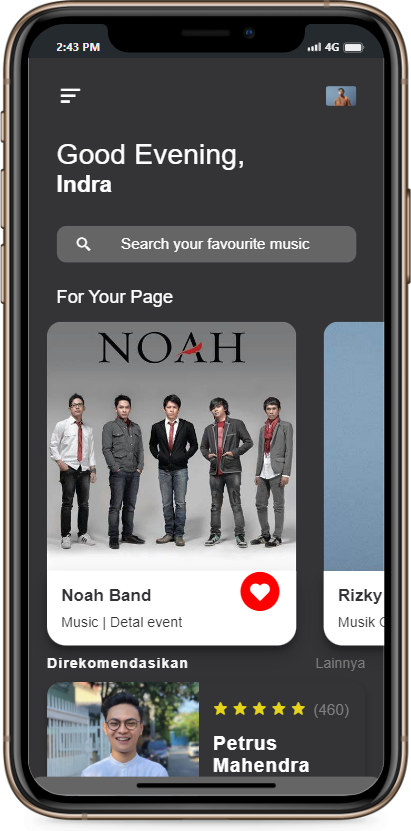 2:43 PM
4G
Good Evening,
Indra
Search your favourite music
For Your Page
NOAH
Noah Band
Music | Detal event
Rizky
Musik
Direkomendasikan
Lainnya
(460)
Petrus
Mahendra